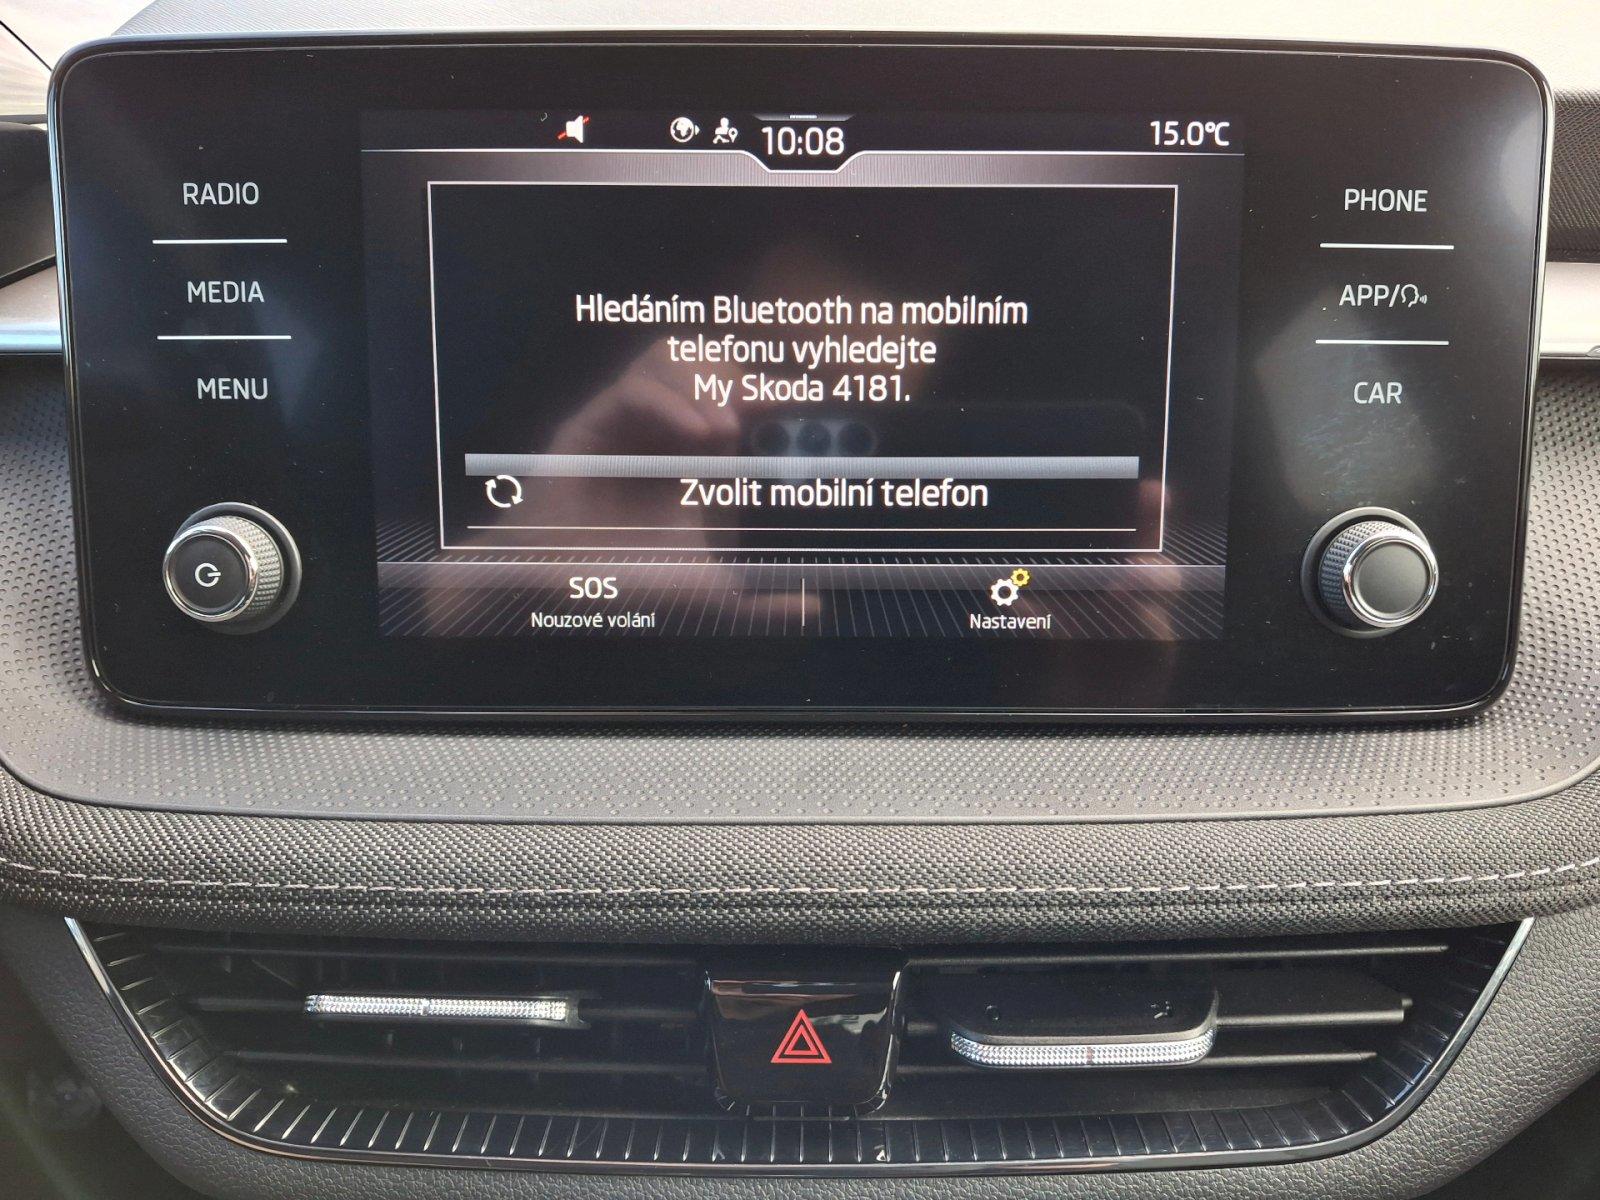 10:08
15.0°C
RADIO
MEDIA
MENU
PHONE
APP/
CAR
Hledáním Bluetooth na mobilním
telefonu vyhledejte
My Skoda 4181.
Zvolit mobilní telefon
SOS
Nouzové volání
Nastavení